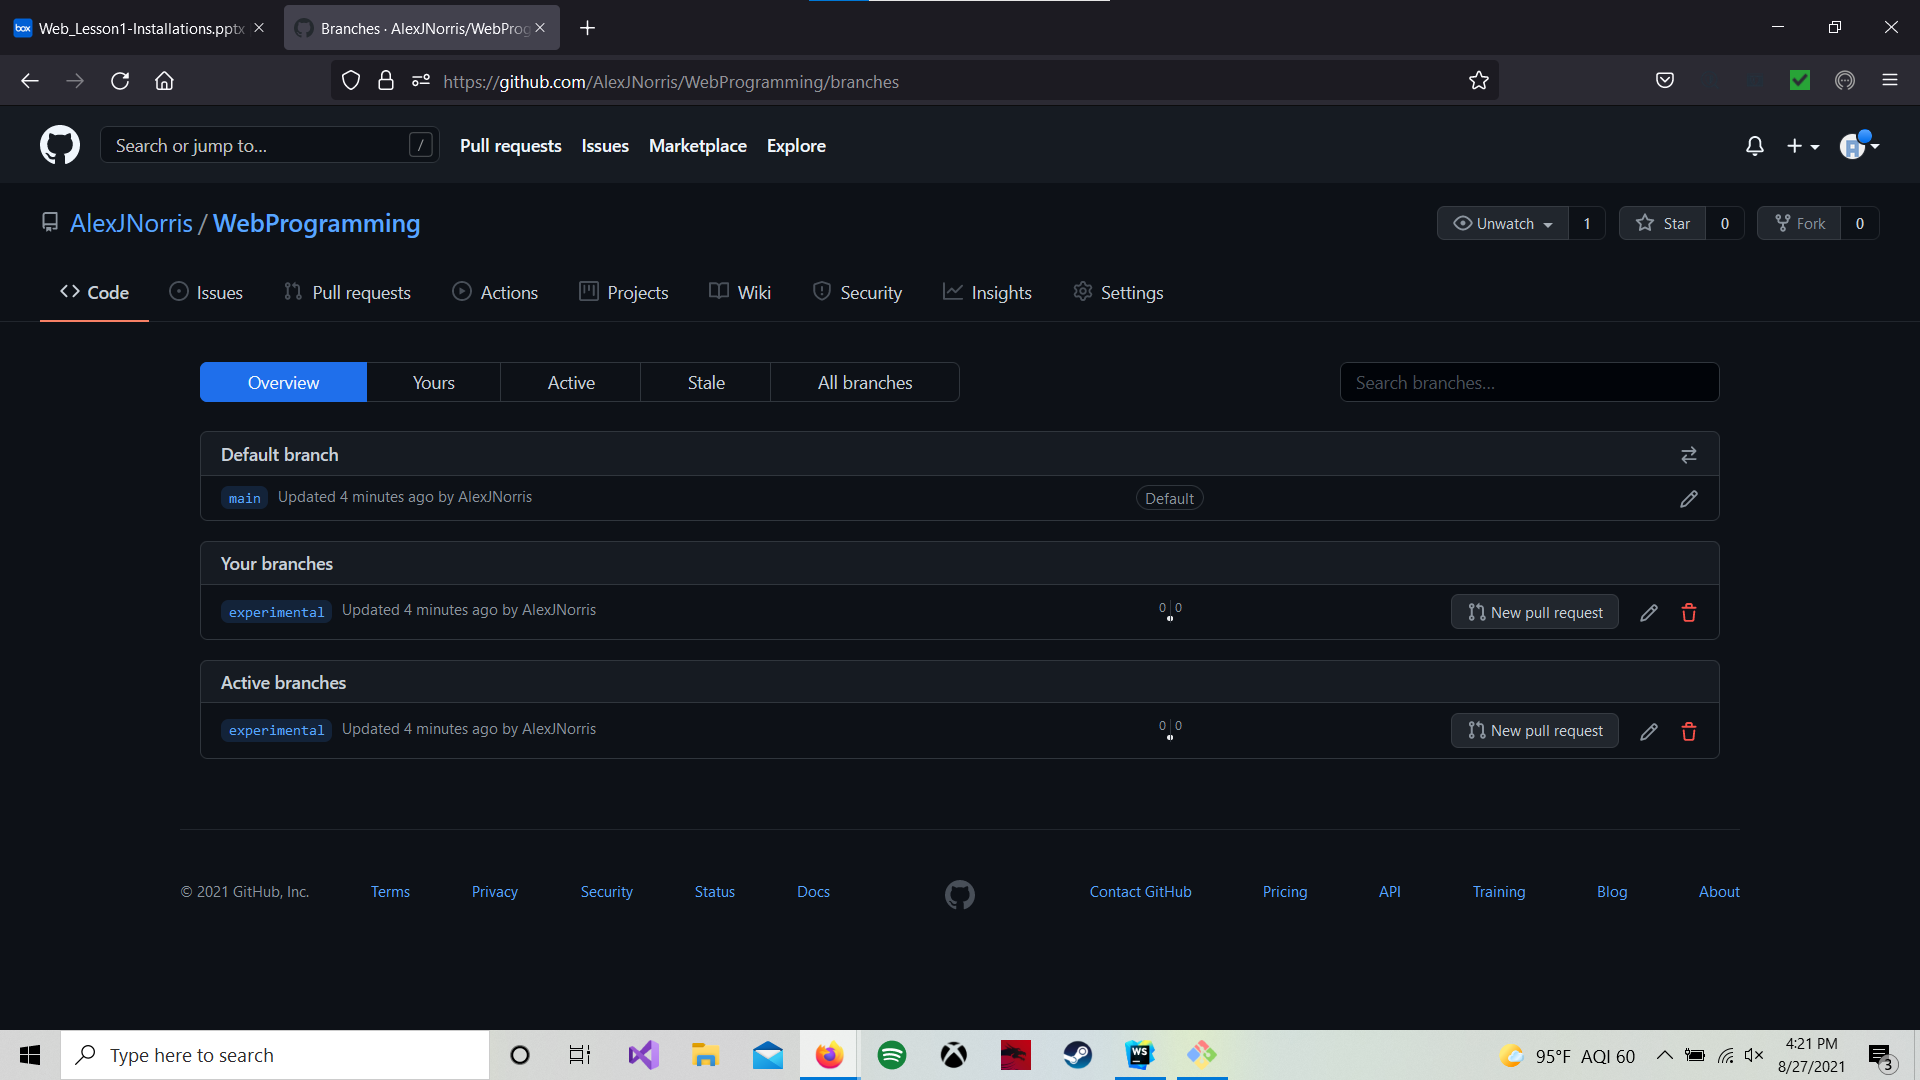 box Web_Lesson1-Installations.pptx
Branches · AlexJNorris/WebProg
https://github.com/AlexJNorris/WebProgramming/branches
Search or jump to... /
Pull requests Issues Marketplace Explore
AlexJNorris / WebProgramming
Unwatch 1 Star 0 Fork 0
Code Issues Pull requests Actions Projects Wiki Security Insights Settings
Overview Yours Active Stale All branches
Search branches...
Default branch
main Updated 4 minutes ago by AlexJNorris Default
Your branches
experimental Updated 4 minutes ago by AlexJNorris 0 0 New pull request
Active branches
experimental Updated 4 minutes ago by AlexJNorris 0 0 New pull request
© 2021 GitHub, Inc. Terms Privacy Security Status Docs Contact GitHub Pricing API Training Blog About
Type here to search
WS
95°F AQI 60
4:21 PM
8/27/2021
3